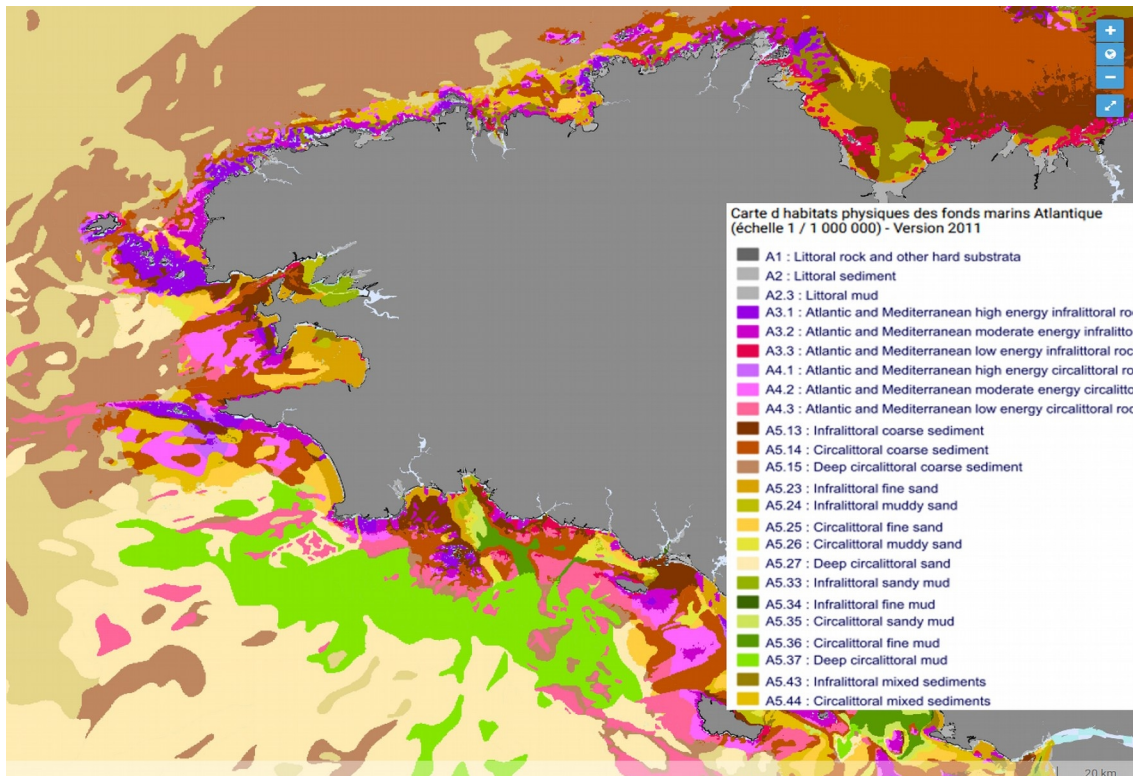 Carte d habitats physiques des fonds marins Atlantique
(échelle 1 / 1 000 000) - Version 2011
A1 : Littoral rock and other hard substrata
A2 : Littoral sediment
A2.3 : Littoral mud
A3.1 : Atlantic and Mediterranean high energy infralittoral roc
A3.2 : Atlantic and Mediterranean moderate energy infralitto
A3.3 : Atlantic and Mediterranean low energy infralittoral roc
A4.1 : Atlantic and Mediterranean high energy circalittoral ro
A4.2 : Atlantic and Mediterranean moderate energy circalitto
A4.3 : Atlantic and Mediterranean low energy circalittoral roc
A5.13 : Infralittoral coarse sediment
A5.14 : Circalittoral coarse sediment
A5.15 : Deep circalittoral coarse sediment
A5.23 : Infralittoral fine sand
A5.24 : Infralittoral muddy sand
A5.25 : Circalittoral fine sand
A5.26 : Circalittoral muddy sand
A5.27 : Deep circalittoral sand
A5.33 : Infralittoral sandy mud
A5.34 : Infralittoral fine mud
A5.35 : Circalittoral sandy mud
A5.36 : Circalittoral fine mud
A5.37 : Deep circalittoral mud
A5.43 : Infralittoral mixed sediments
A5.44 : Circalittoral mixed sediments
20 km